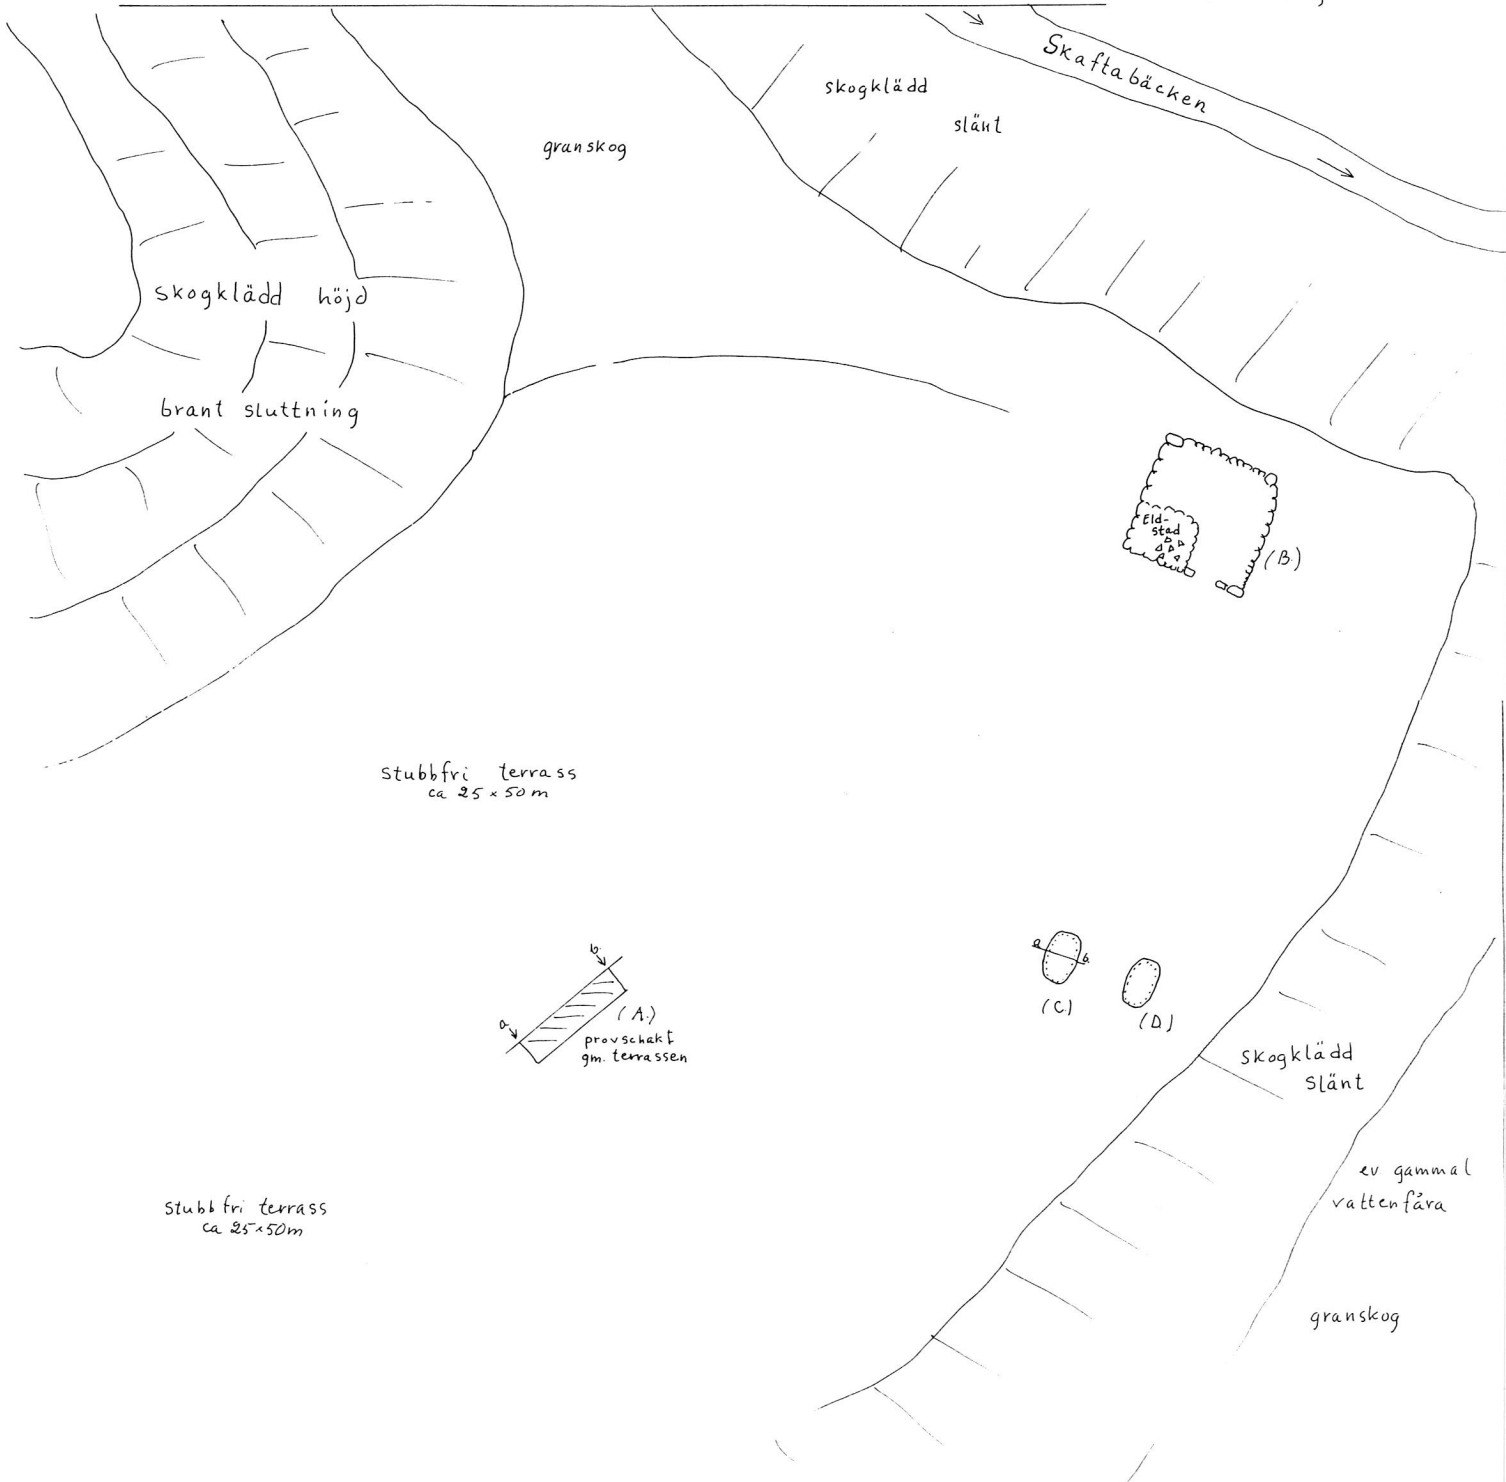 Skaftabäcken
skogklädd
slänt
granskog
skogklädd höjd
brant sluttning
Eld-
stad
(B.)
stubbfri terrass
ca 25 × 50 m
a
b.
(C.)
(D.)
b.
a
(A.)
provschakt
gm. terrassen
skogklädd
slänt
ev gammal
vattenfåra
stubbfri terrass
ca 25×50m
granskog